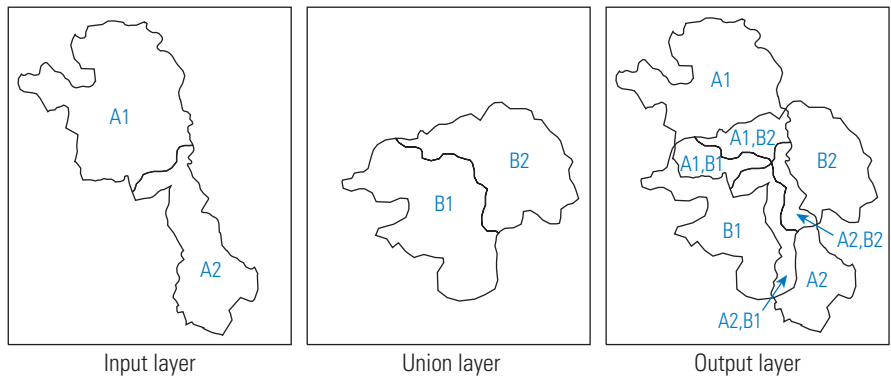 A1
A2
Input layer
B2
B1
Union layer
A1
A1,B2
A1,B1
B2
B1
A2,B2
A2
A2,B1
Output layer